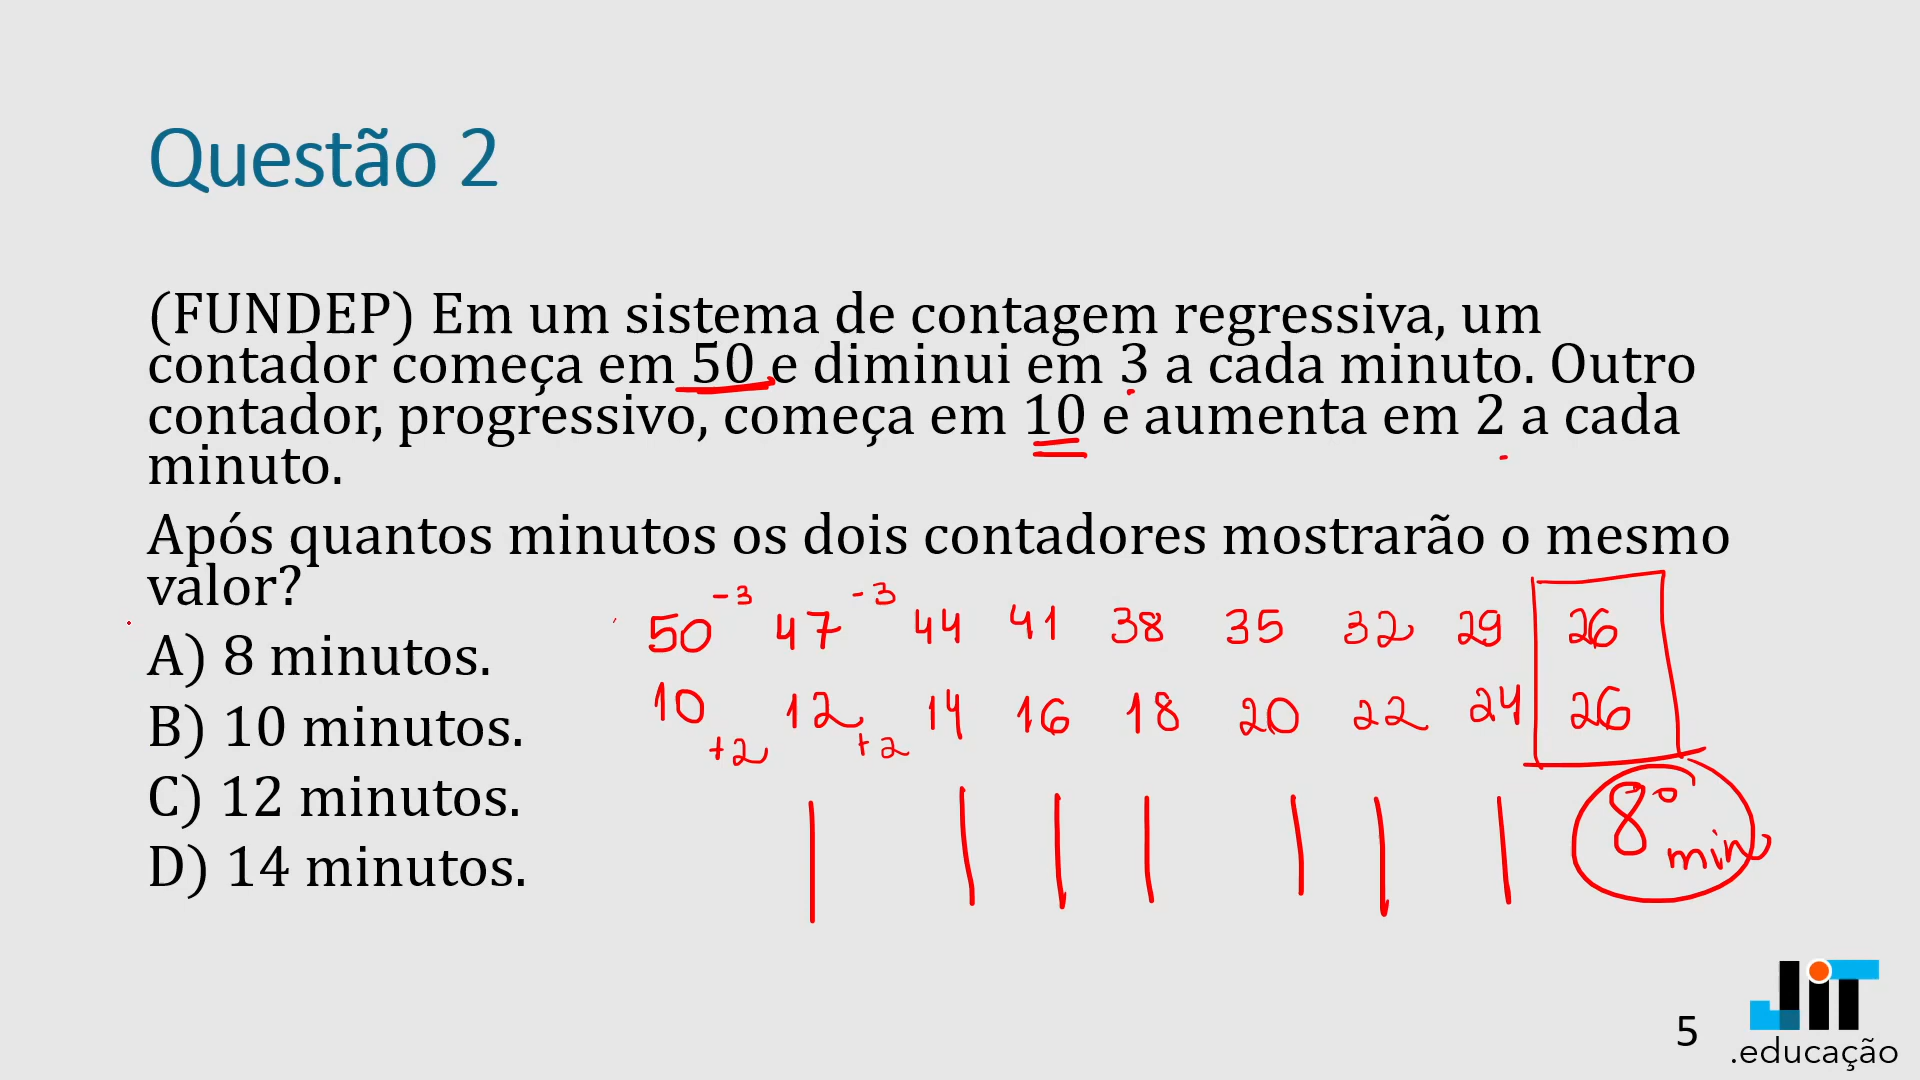 Questão 2
(FUNDEP) Em um sistema de contagem regressiva, um
contador começa em 50 e diminui em 3 a cada minuto. Outro
contador, progressivo, começa em 10 e aumenta em 2 a cada
minuto.
Após quantos minutos os dois contadores mostrarão o mesmo
valor?
-3 -3
50 47 44 41 38 35 32 29 26
A) 8 minutos.
10 12 14 16 18 20 22 24 26
B) 10 minutos.
+2 +2
C) 12 minutos.
8º
min
D) 14 minutos.
5
JiT
.educação